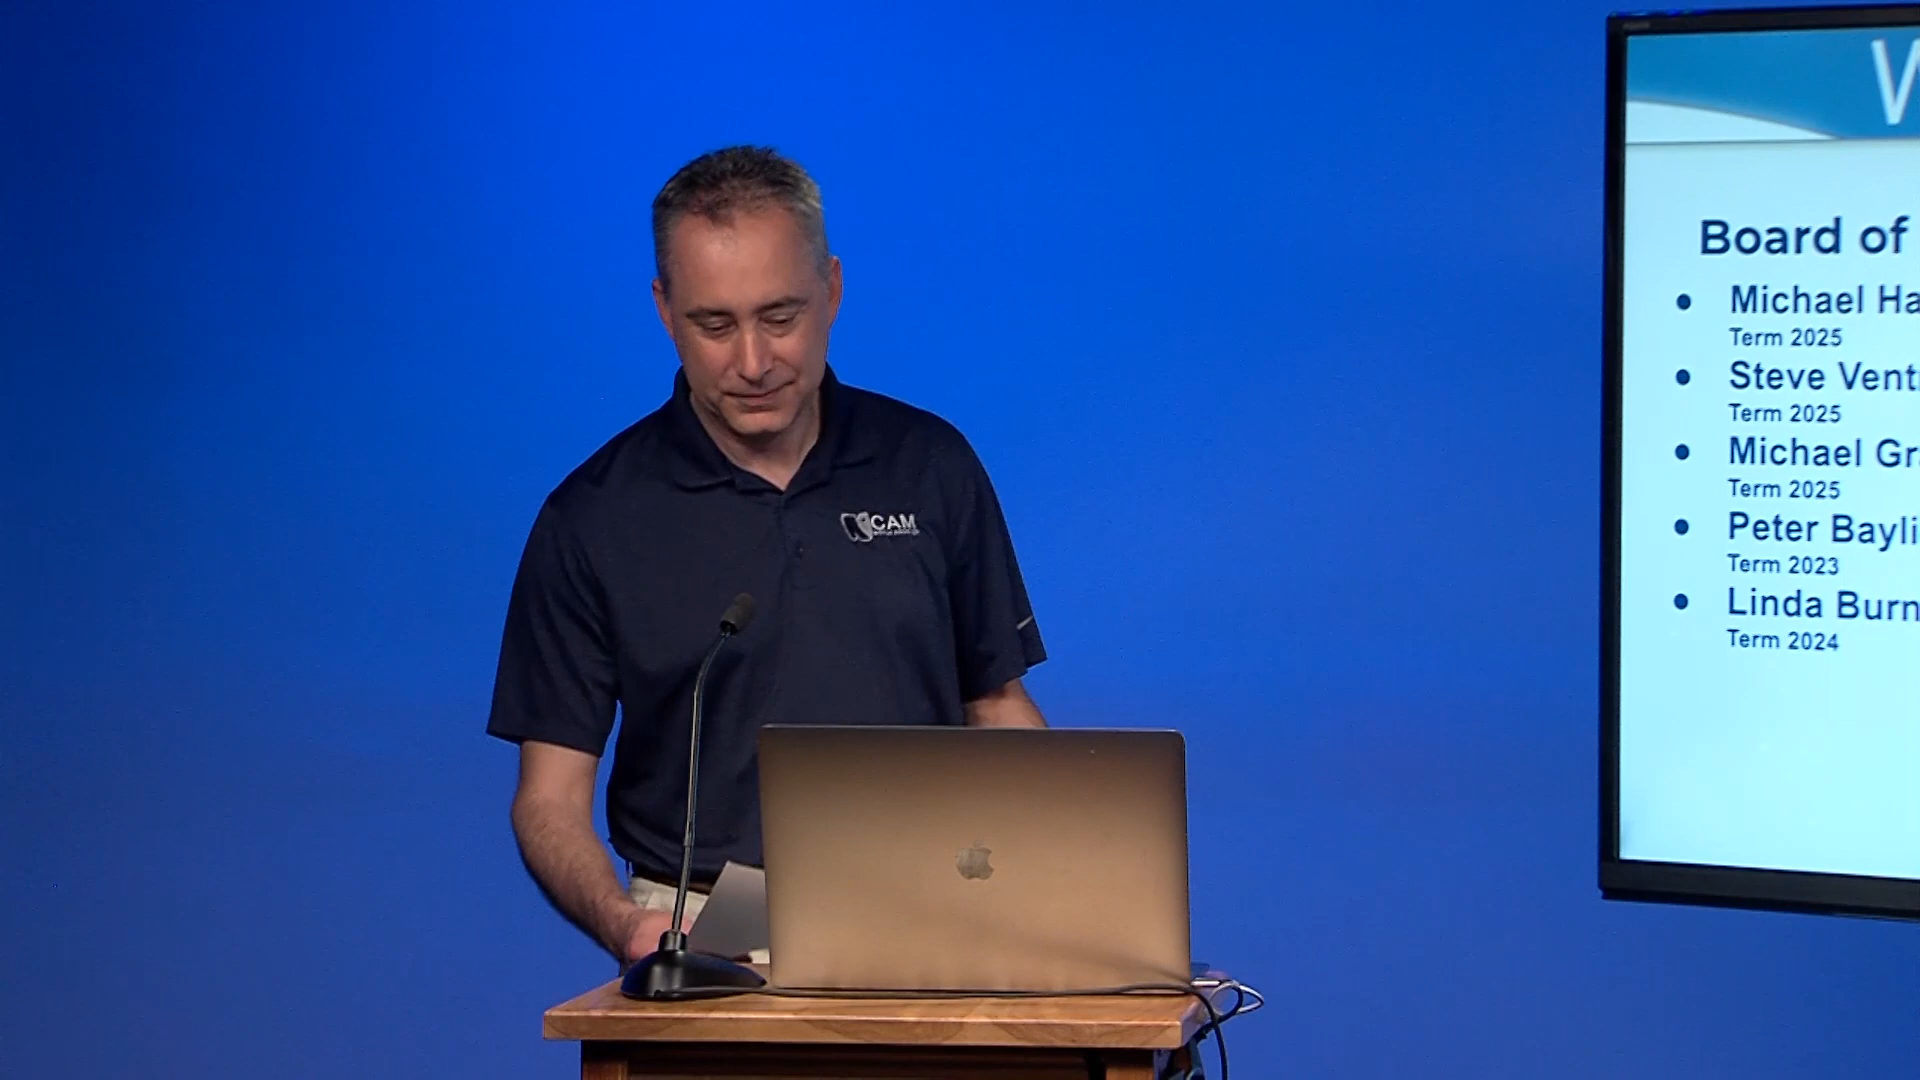 CAM
W
Board of
Michael Ha
Term 2025
Steve Vent
Term 2025
Michael Gr
Term 2025
Peter Bayli
Term 2023
Linda Burn
Term 2024